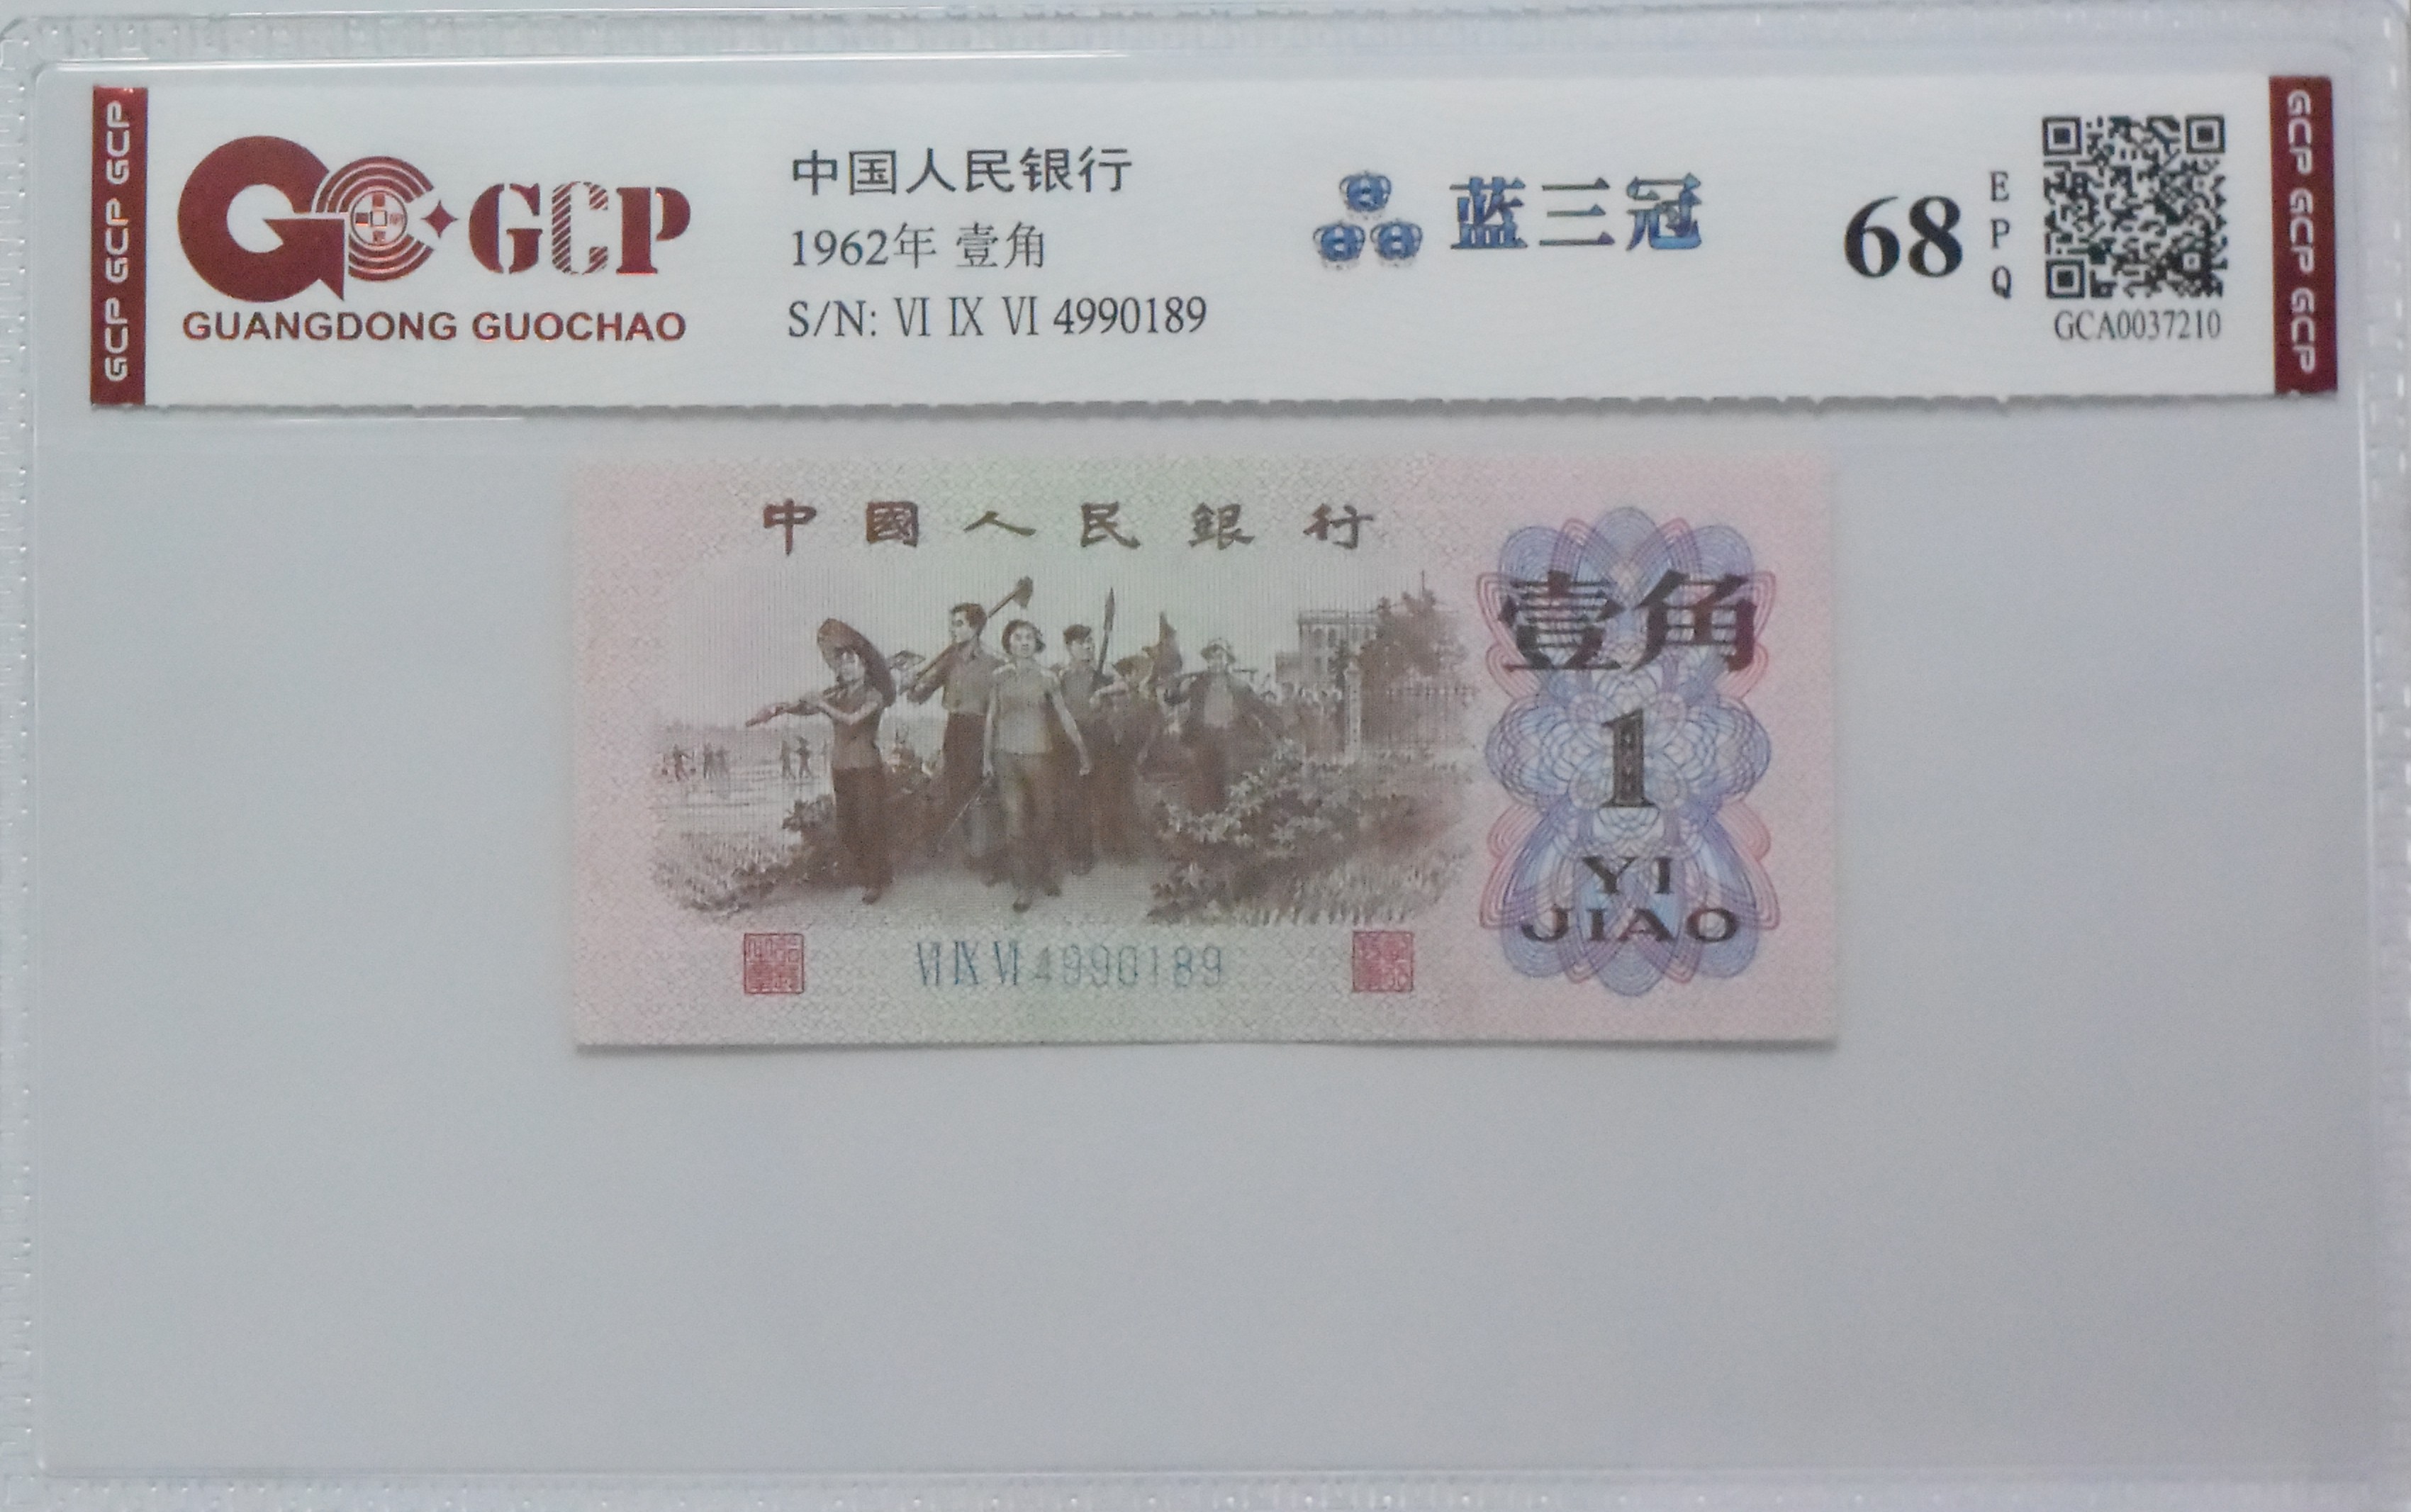 GCP GCP GCP
GCP
GUANGDONG GUOCHAO
中国人民银行
1962年 壹角
S/N: VI IX VI 4990189
蓝三冠
68
EPQ
GCA0037210
GCP GCP GCP
中國人民銀行
壹角
1
YI
JIAO
VI IX VI 4990189